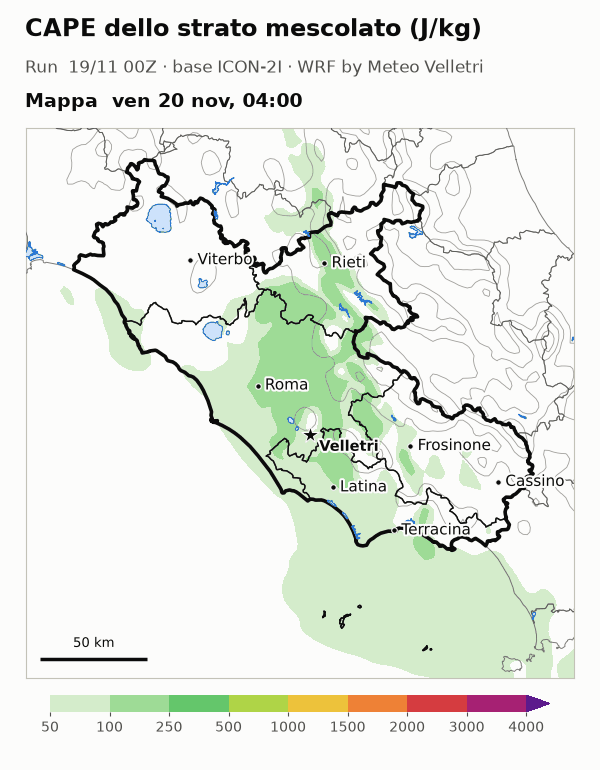 CAPE dello strato mescolato (J/kg)
Run  19/11 00Z · base ICON-2I · WRF by Meteo Velletri
Mappa  ven 20 nov, 04:00
Viterbo
Rieti
Roma
Velletri
Frosinone
Latina
Cassino
Terracina
50 km
50 100 250 500 1000 1500 2000 3000 4000